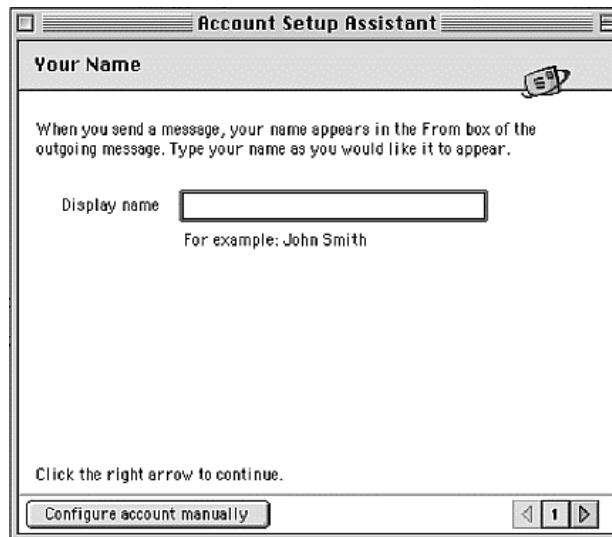 Account Setup Assistant
Your Name
When you send a message, your name appears in the From box of the
outgoing message. Type your name as you would like it to appear.
Display name
For example: John Smith
Click the right arrow to continue.
Configure account manually 1